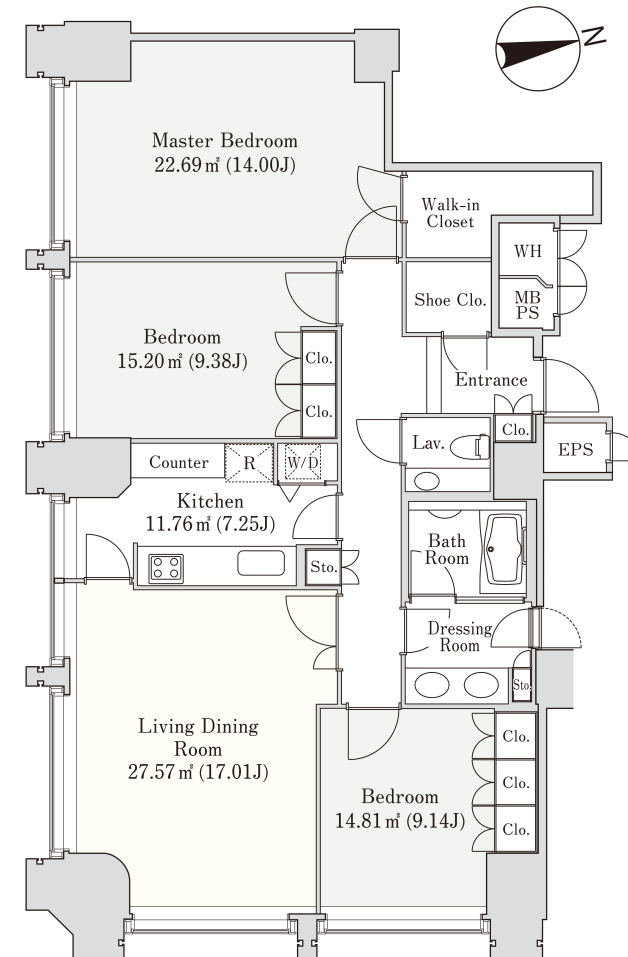 N
Master Bedroom
22.69㎡ (14.00J)
Walk-in
Closet
WH
MB
PS
Shoe Clo.
Bedroom
15.20㎡ (9.38J)
Clo.
Clo.
Entrance
Clo.
Lav.
EPS
Counter
R
W/D
Kitchen
11.76㎡ (7.25J)
Sto.
Bath
Room
Dressing
Room
Sto.
Living Dining
Room
27.57㎡ (17.01J)
Clo.
Clo.
Clo.
Bedroom
14.81㎡ (9.14J)